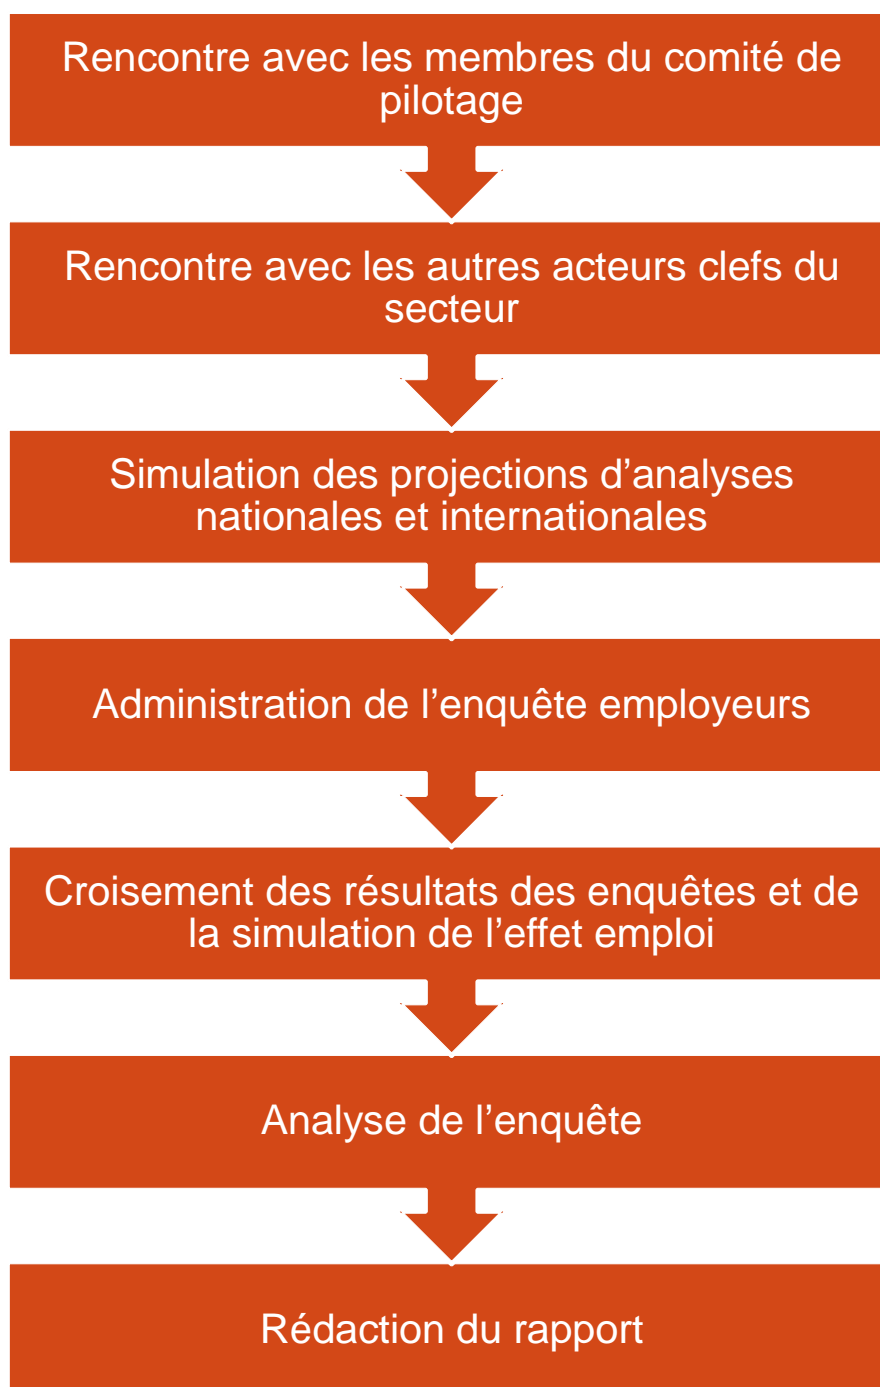 Rencontre avec les membres du comité de
pilotage
Rencontre avec les autres acteurs clefs du
secteur
Simulation des projections d’analyses
nationales et internationales
Administration de l’enquête employeurs
Croisement des résultats des enquêtes et de
la simulation de l’effet emploi
Analyse de l’enquête
Rédaction du rapport